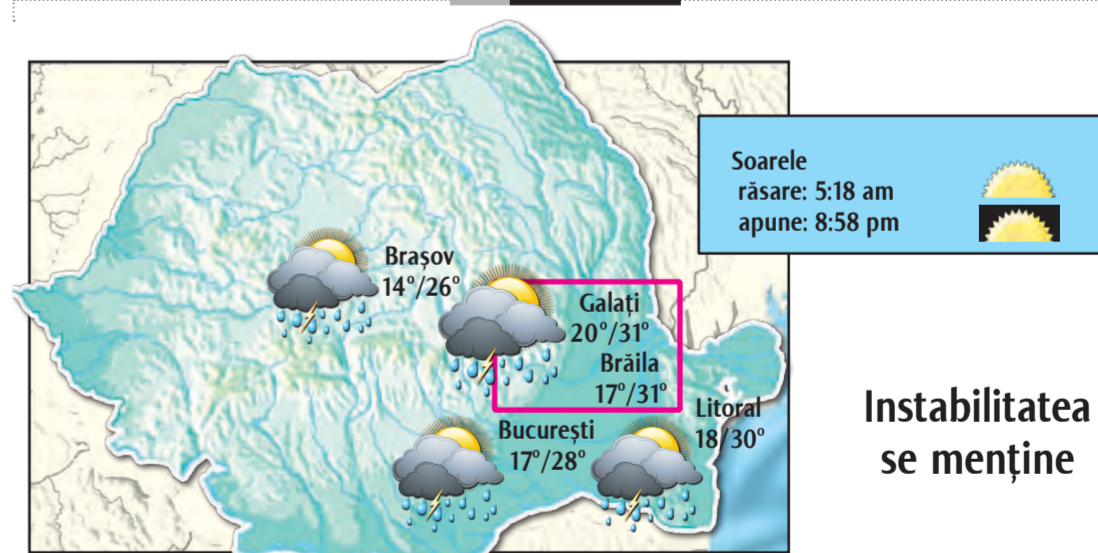 Soarele
răsare: 5:18 am
apune: 8:58 pm
Brașov
14°/26°
Galați
20°/31°
Brăila
17°/31°
Litoral
18/30°
București
17°/28°
Instabilitatea
se menține